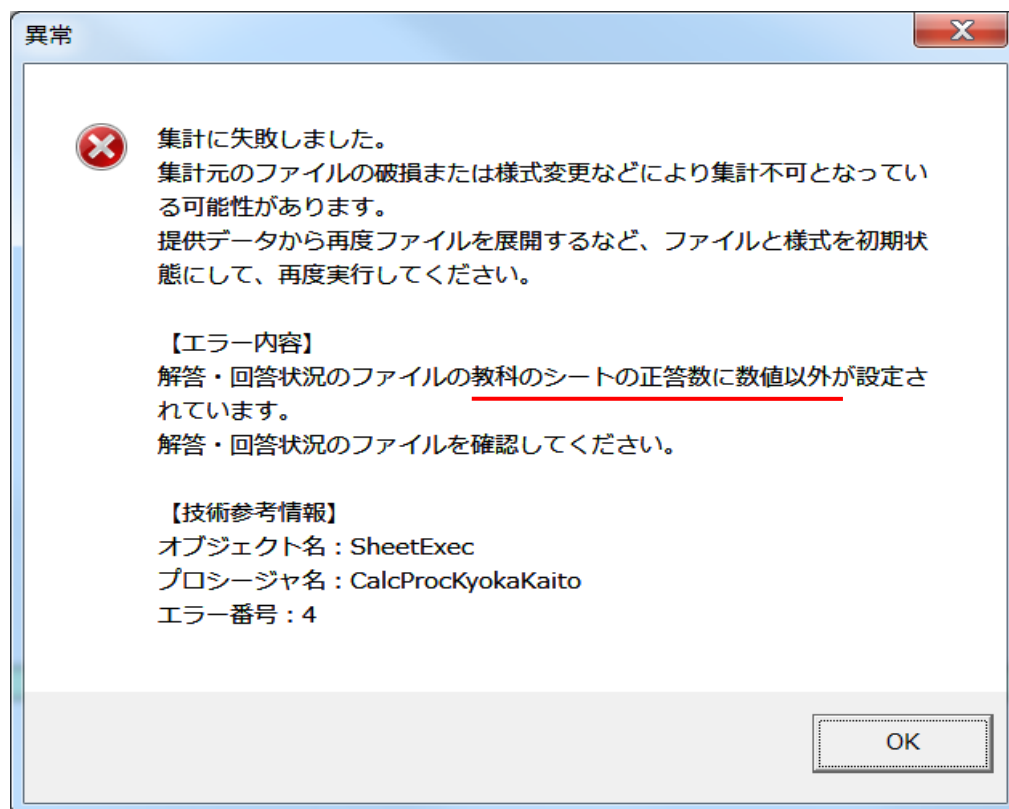 異常
集計に失敗しました。
集計元のファイルの破損または様式変更などにより集計不可となってい
る可能性があります。
提供データから再度ファイルを展開するなど、ファイルと様式を初期状
態にして、再度実行してください。
【エラー内容】
解答・回答状況のファイルの教科のシートの正答数に数値以外が設定さ
れています。
解答・回答状況のファイルを確認してください。
【技術参考情報】
オブジェクト名：SheetExec
プロシージャ名：CalcProcKyokaKaito
エラー番号：4
OK